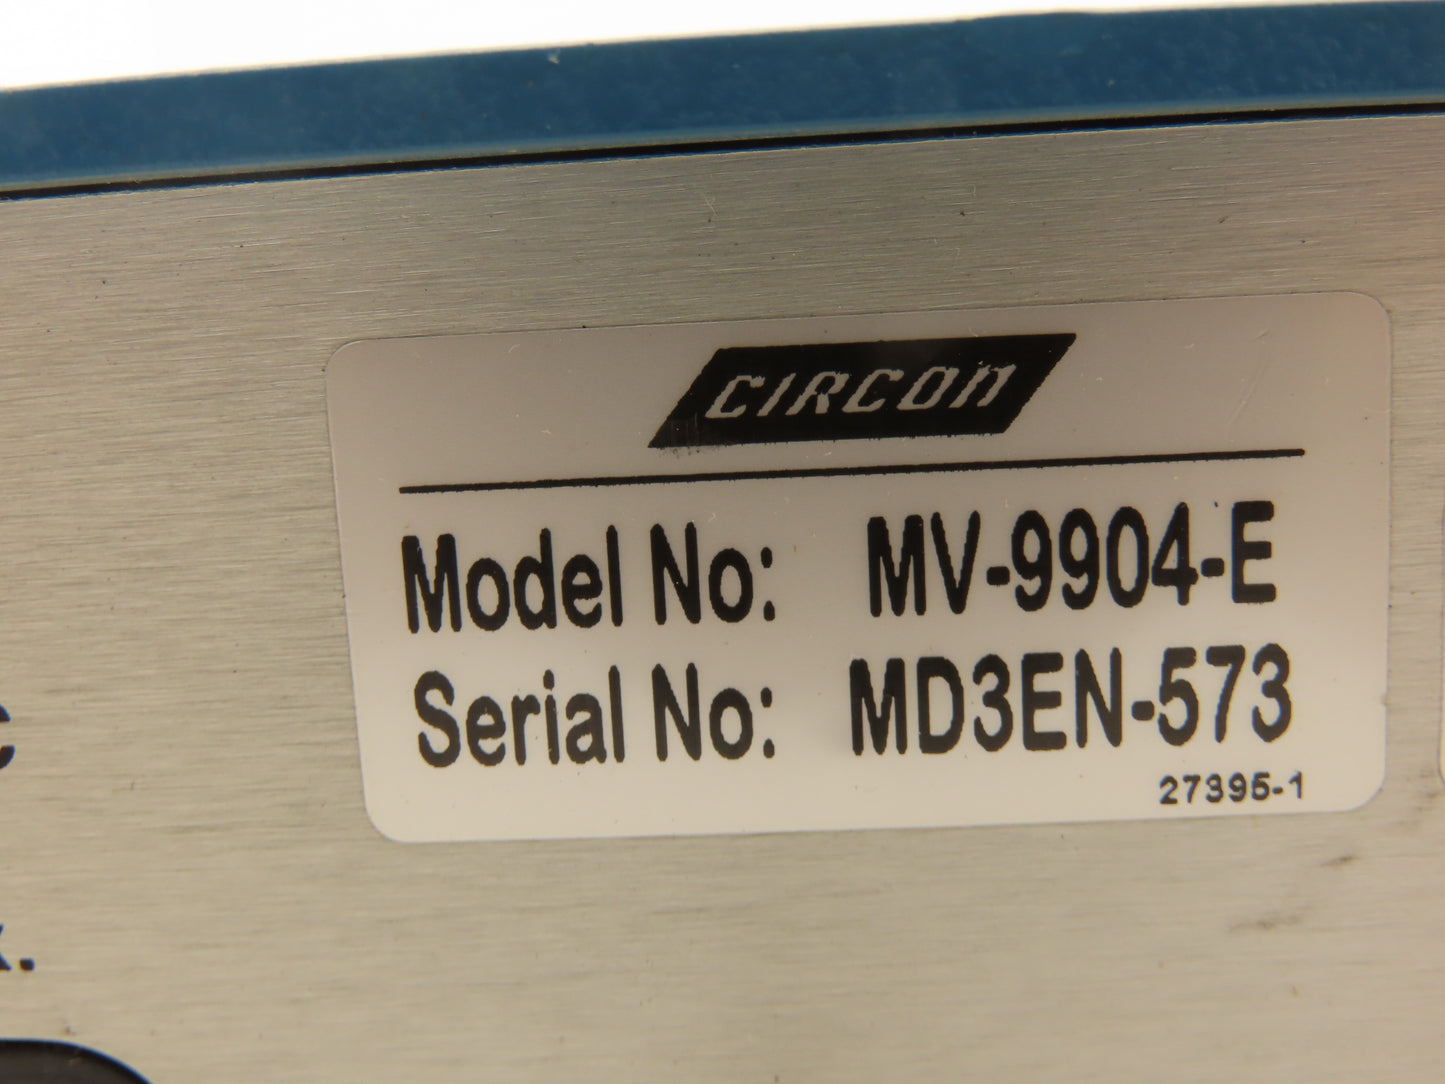 CIRCON
Model No: MV-9904-E
Serial No: MD3EN-573
27395-1